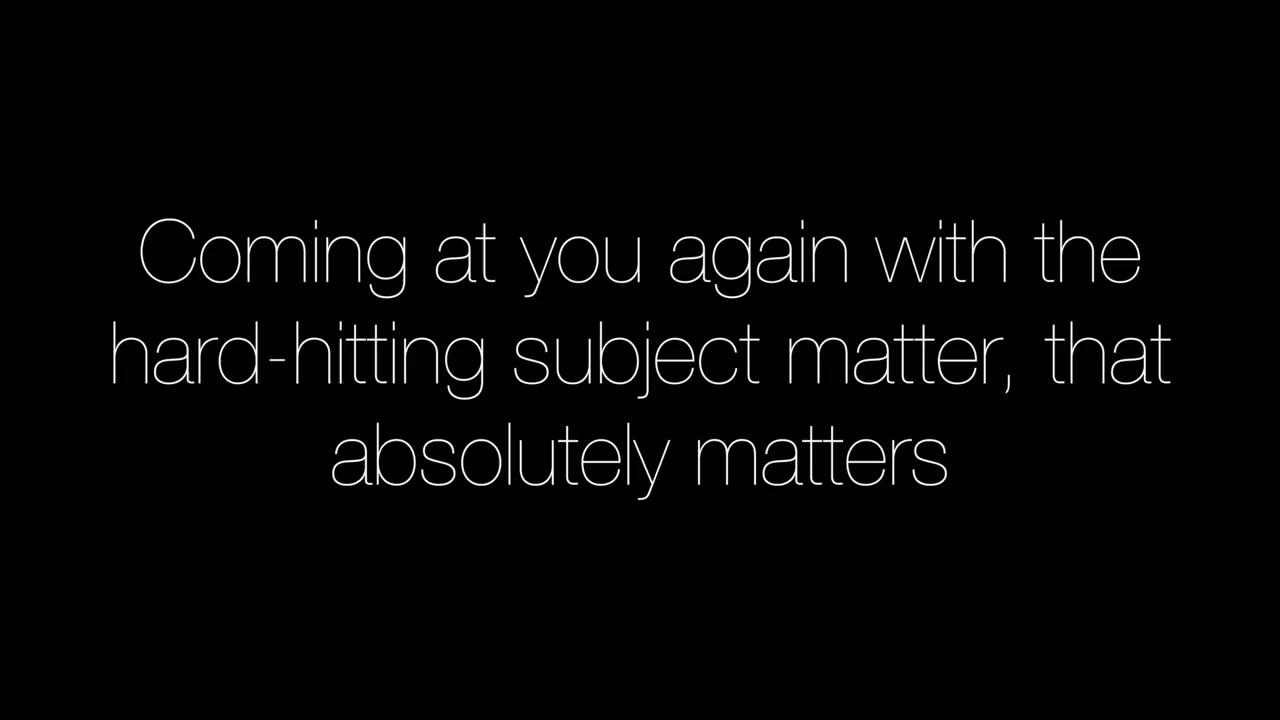 Coming at you again with the
hard-hitting subject matter, that
absolutely matters